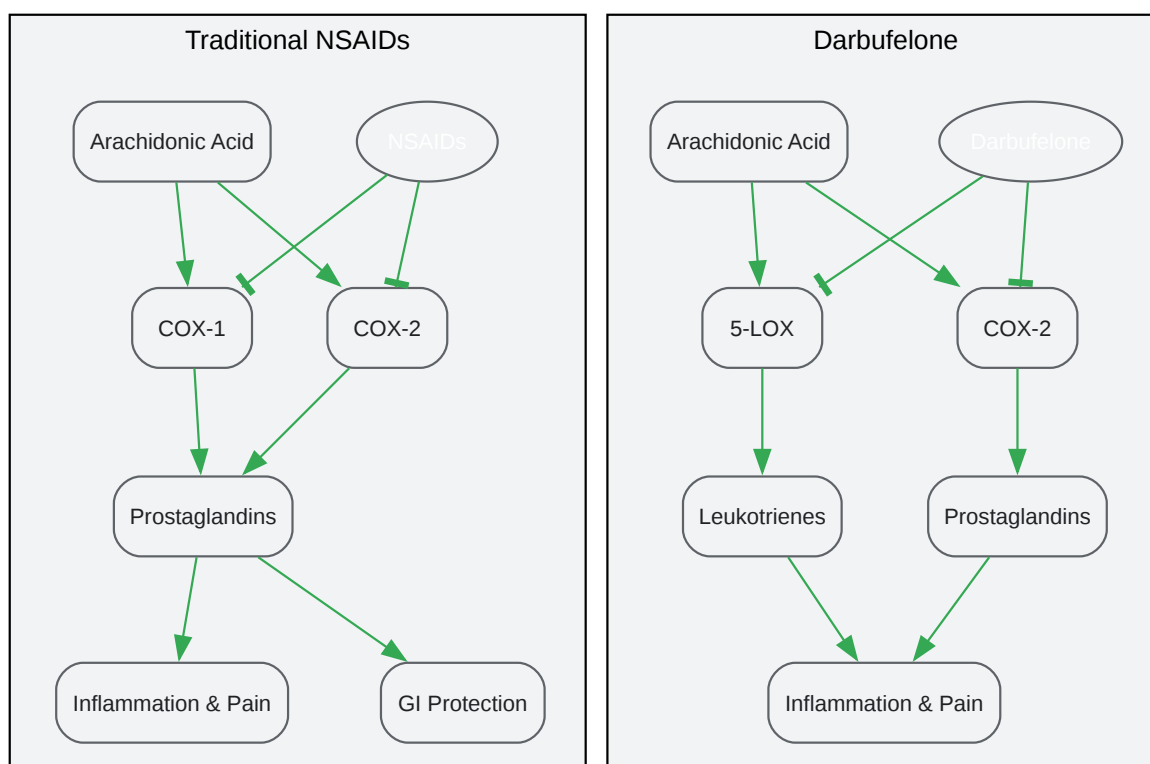 Traditional NSAIDs
Arachidonic Acid
NSAIDs
COX-1
COX-2
Prostaglandins
Inflammation & Pain
GI Protection
Darbufelone
Arachidonic Acid
Darbufelone
5-LOX
COX-2
Leukotrienes
Prostaglandins
Inflammation & Pain